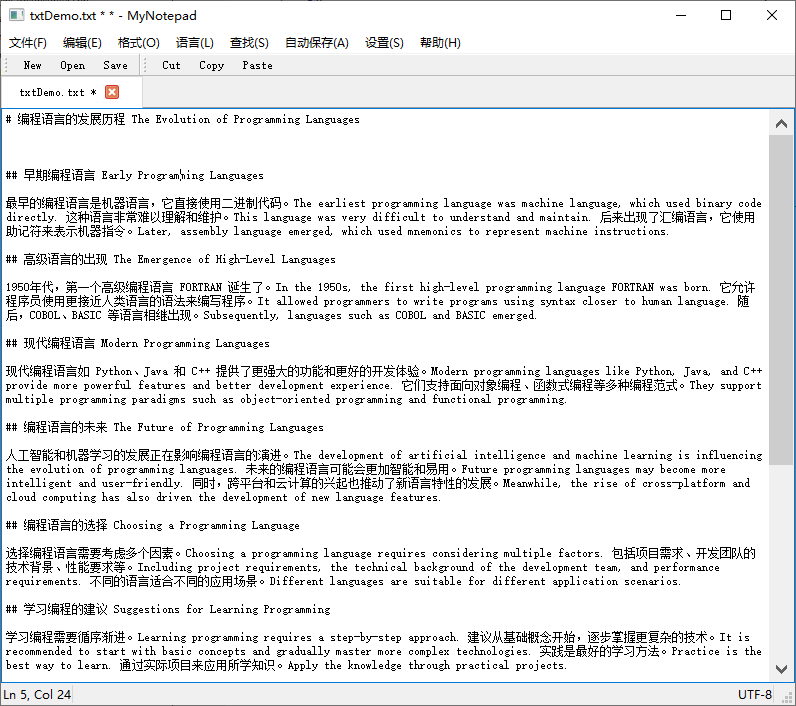 txtDemo.txt * * - MyNotepad
文件(F) 编辑(E) 格式(O) 语言(L) 查找(S) 自动保存(A) 设置(S) 帮助(H)
New Open Save Cut Copy Paste
txtDemo.txt *
# 编程语言的发展历程 The Evolution of Programming Languages
## 早期编程语言 Early Programming Languages
最早的编程语言是机器语言，它直接使用二进制代码。The earliest programming language was machine language, which used binary code
directly. 这种语言非常难以理解和维护。This language was very difficult to understand and maintain. 后来出现了汇编语言，它使用
助记符来表示机器指令。Later, assembly language emerged, which used mnemonics to represent machine instructions.
## 高级语言的出现 The Emergence of High-Level Languages
1950年代，第一个高级编程语言 FORTRAN 诞生了。In the 1950s, the first high-level programming language FORTRAN was born. 它允许
程序员使用更接近人类语言的语法来编写程序。It allowed programmers to write programs using syntax closer to human language. 随
后，COBOL、BASIC 等语言相继出现。Subsequently, languages such as COBOL and BASIC emerged.
## 现代编程语言 Modern Programming Languages
现代编程语言如 Python、Java 和 C++ 提供了更强大的功能和更好的开发体验。Modern programming languages like Python, Java, and C++
provide more powerful features and better development experience. 它们支持面向对象编程、函数式编程等多种编程范式。They support
multiple programming paradigms such as object-oriented programming and functional programming.
## 编程语言的未来 The Future of Programming Languages
人工智能和机器学习的发展正在影响编程语言的演进。The development of artificial intelligence and machine learning is influencing
the evolution of programming languages. 未来的编程语言可能会更加智能和易用。Future programming languages may become more
intelligent and user-friendly. 同时，跨平台和云计算的兴起也推动了新语言特性的发展。Meanwhile, the rise of cross-platform and
cloud computing has also driven the development of new language features.
## 编程语言的选择 Choosing a Programming Language
选择编程语言需要考虑多个因素。Choosing a programming language requires considering multiple factors. 包括项目需求、开发团队的
技术背景、性能要求等。Including project requirements, the technical background of the development team, and performance
requirements. 不同的语言适合不同的应用场景。Different languages are suitable for different application scenarios.
## 学习编程的建议 Suggestions for Learning Programming
学习编程需要循序渐进。Learning programming requires a step-by-step approach. 建议从基础概念开始，逐步掌握更复杂的技术。It is
recommended to start with basic concepts and gradually master more complex technologies. 实践是最好的学习方法。Practice is the
best way to learn. 通过实际项目来应用所学知识。Apply the knowledge through practical projects.
Ln 5, Col 24 UTF-8